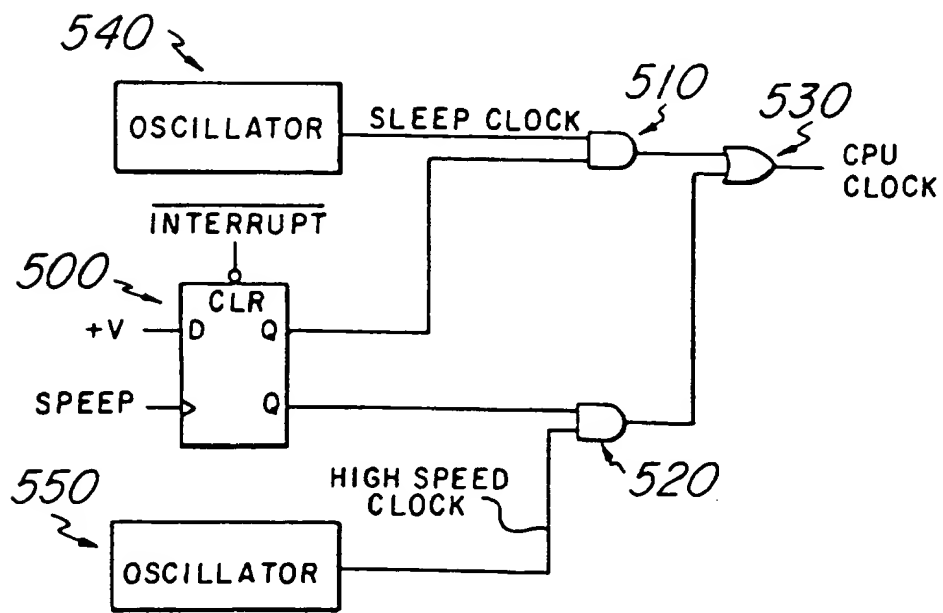 540
OSCILLATOR
SLEEP CLOCK
510
530
CPU
CLOCK
INTERRUPT
500
CLR
+V
D
Q
SPEEP
Q
520
550
HIGH SPEED
CLOCK
OSCILLATOR